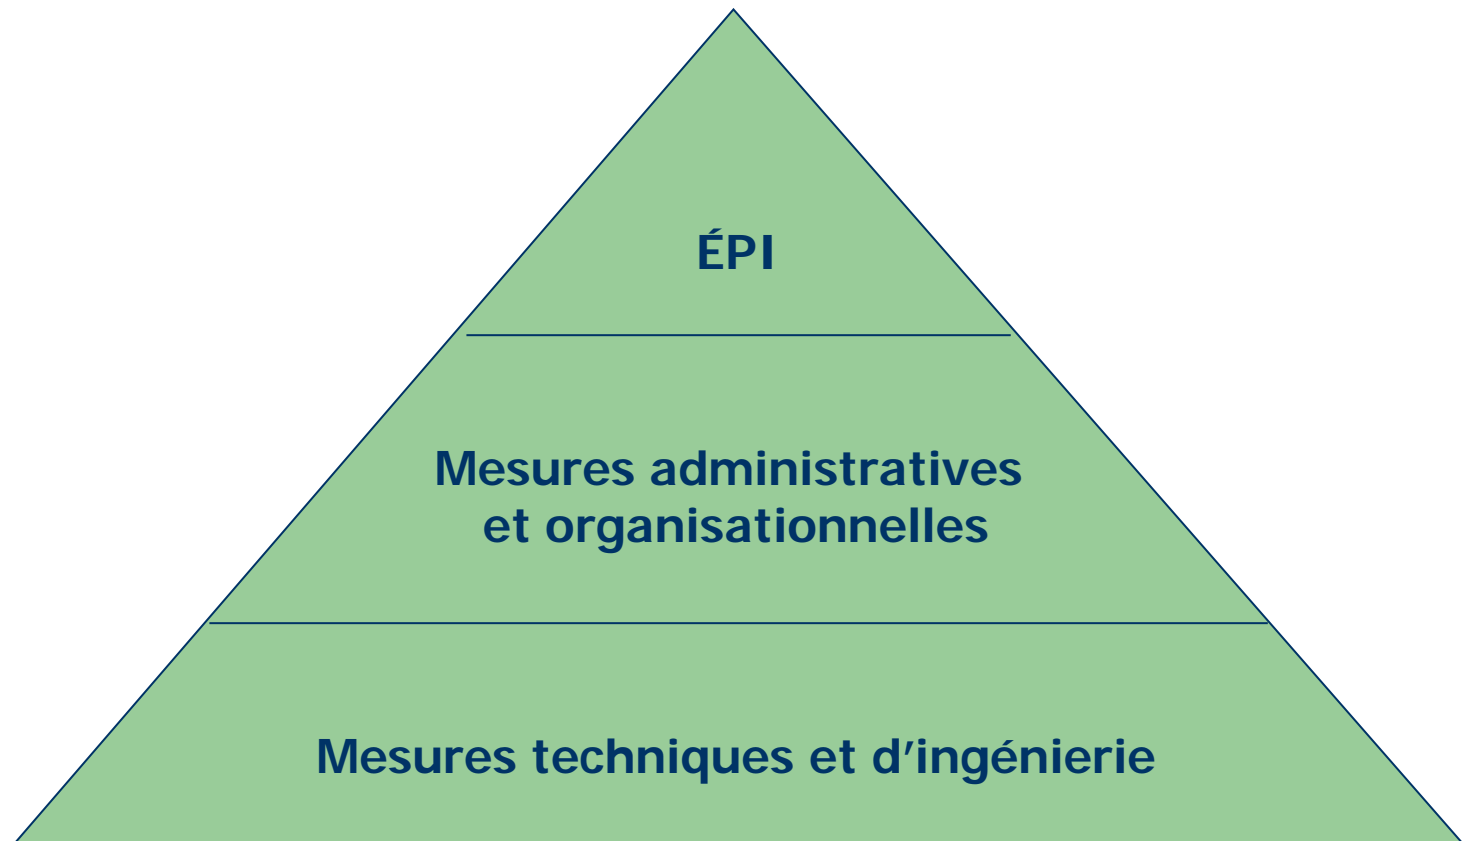 ÉPI
Mesures administratives
et organisationnelles
Mesures techniques et d’ingénierie